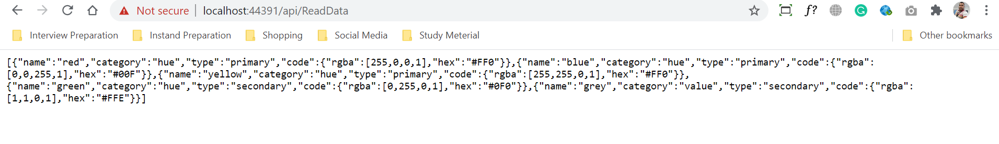 Not secure localhost:44391/api/ReadData f?
Interview Preparation Instand Preparation Shopping Social Media Study Meterial Other bookmarks
[{"name":"red","category":"hue","type":"primary","code":{"rgba":[255,0,0,1],"hex":"#FF0"}},{"name":"blue","category":"hue","type":"primary","code":{"rgba":
[0,0,255,1],"hex":"#00F"}},{"name":"yellow","category":"hue","type":"primary","code":{"rgba":[255,255,0,1],"hex":"#FF0"}},
{"name":"green","category":"hue","type":"secondary","code":{"rgba":[0,255,0,1],"hex":"#0F0"}},{"name":"grey","category":"value","type":"secondary","code":{"rgba":
[1,1,0,1],"hex":"#FFE"}}]